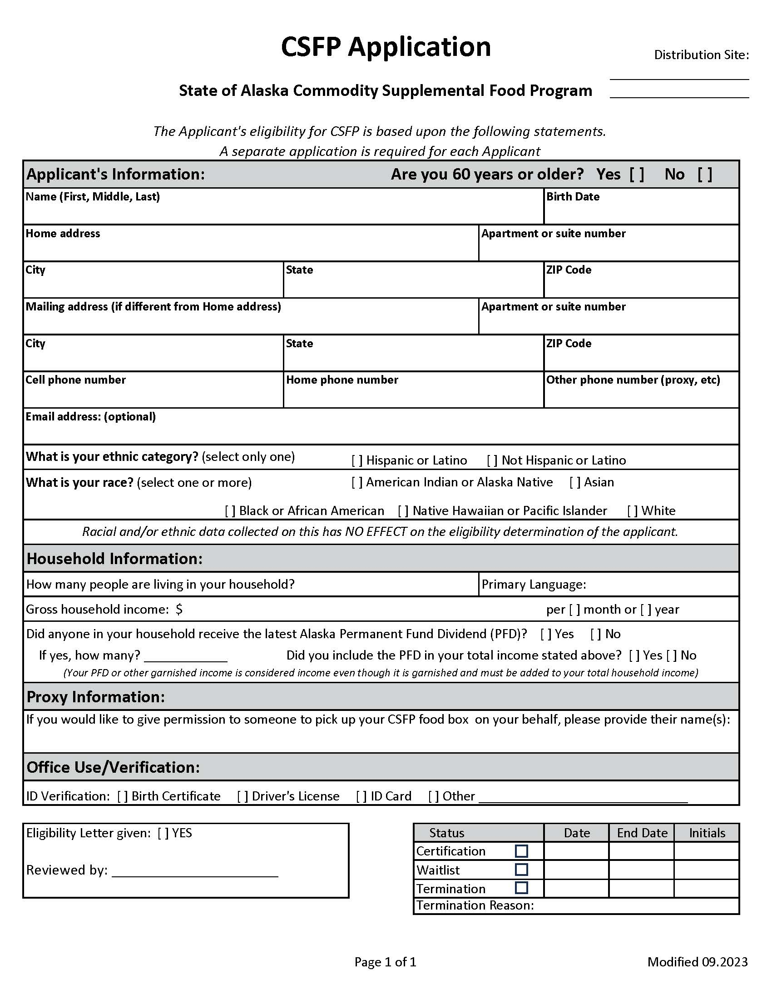 CSFP Application
Distribution Site:
State of Alaska Commodity Supplemental Food Program
The Applicant's eligibility for CSFP is based upon the following statements.
A separate application is required for each Applicant
Applicant's Information: Are you 60 years or older? Yes [ ] No [ ]
Name (First, Middle, Last) Birth Date
Home address Apartment or suite number
City State ZIP Code
Mailing address (if different from Home address) Apartment or suite number
City State ZIP Code
Cell phone number Home phone number Other phone number (proxy, etc)
Email address: (optional)
What is your ethnic category? (select only one) [ ] Hispanic or Latino [ ] Not Hispanic or Latino
What is your race? (select one or more) [ ] American Indian or Alaska Native [ ] Asian
[ ] Black or African American [ ] Native Hawaiian or Pacific Islander [ ] White
Racial and/or ethnic data collected on this has NO EFFECT on the eligibility determination of the applicant.
Household Information:
How many people are living in your household? Primary Language:
Gross household income: $ per [ ] month or [ ] year
Did anyone in your household receive the latest Alaska Permanent Fund Dividend (PFD)? [ ] Yes [ ] No
If yes, how many? ____________ Did you include the PFD in your total income stated above? [ ] Yes [ ] No
(Your PFD or other garnished income is considered income even though it is garnished and must be added to your total household income)
Proxy Information:
If you would like to give permission to someone to pick up your CSFP food box on your behalf, please provide their name(s):
Office Use/Verification:
ID Verification: [ ] Birth Certificate [ ] Driver's License [ ] ID Card [ ] Other ______________________________
Eligibility Letter given: [ ] YES
Reviewed by: ________________________
Status Date End Date Initials
Certification ☐
Waitlist ☐
Termination ☐
Termination Reason:
Page 1 of 1
Modified 09.2023